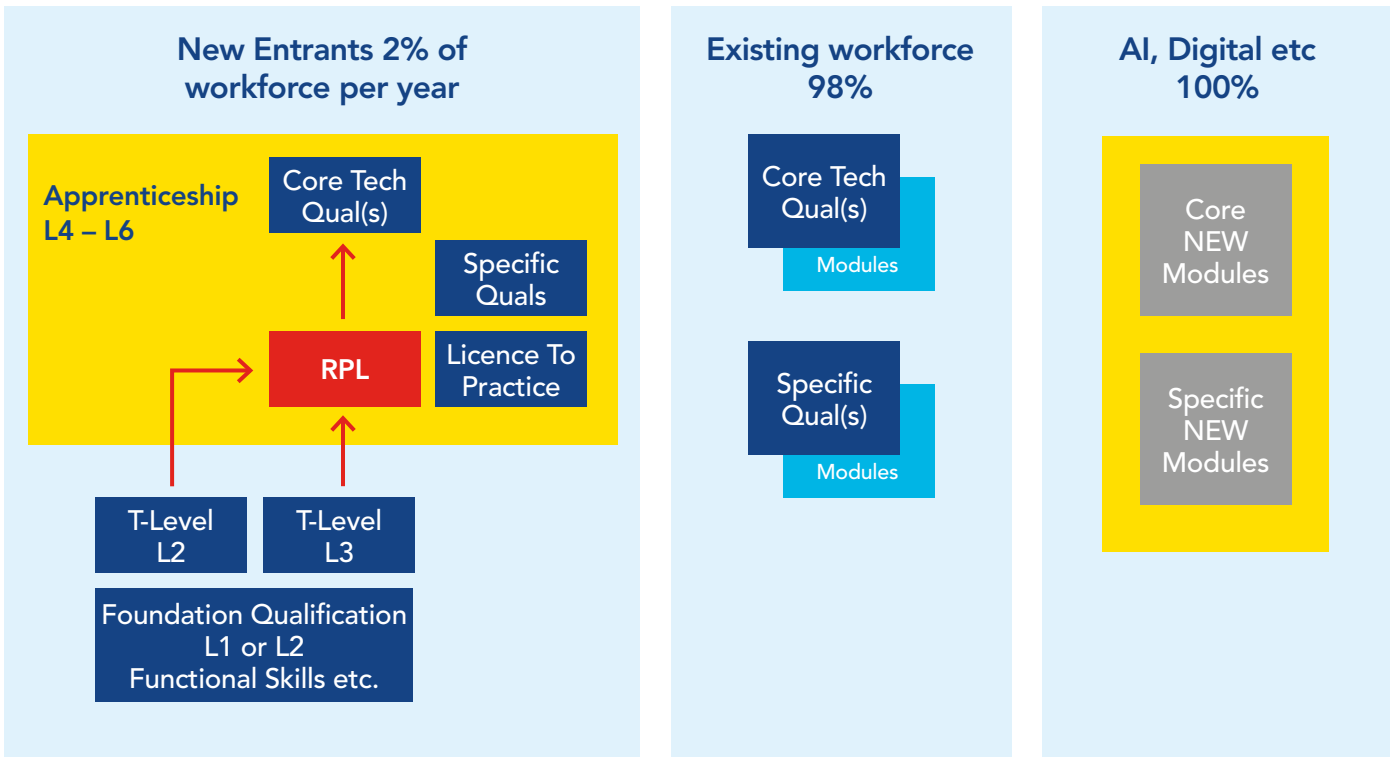 New Entrants 2% of
workforce per year
Apprenticeship
L4 – L6
Core Tech
Qual(s)
Specific
Quals
RPL
Licence To
Practice
T-Level
L2
T-Level
L3
Foundation Qualification
L1 or L2
Functional Skills etc.
Existing workforce
98%
Core Tech
Qual(s)
Modules
Specific
Qual(s)
Modules
AI, Digital etc
100%
Core
NEW
Modules
Specific
NEW
Modules